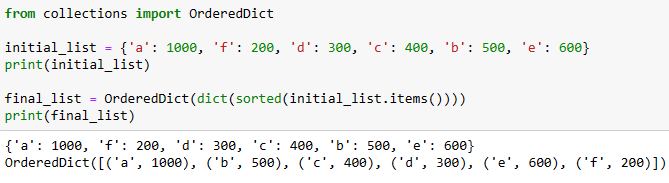 from collections import OrderedDict
initial_list = {'a': 1000, 'f': 200, 'd': 300, 'c': 400, 'b': 500, 'e': 600}
print(initial_list)
final_list = OrderedDict(dict(sorted(initial_list.items())))
print(final_list)
{'a': 1000, 'f': 200, 'd': 300, 'c': 400, 'b': 500, 'e': 600}
OrderedDict([('a', 1000), ('b', 500), ('c', 400), ('d', 300), ('e', 600), ('f', 200)])